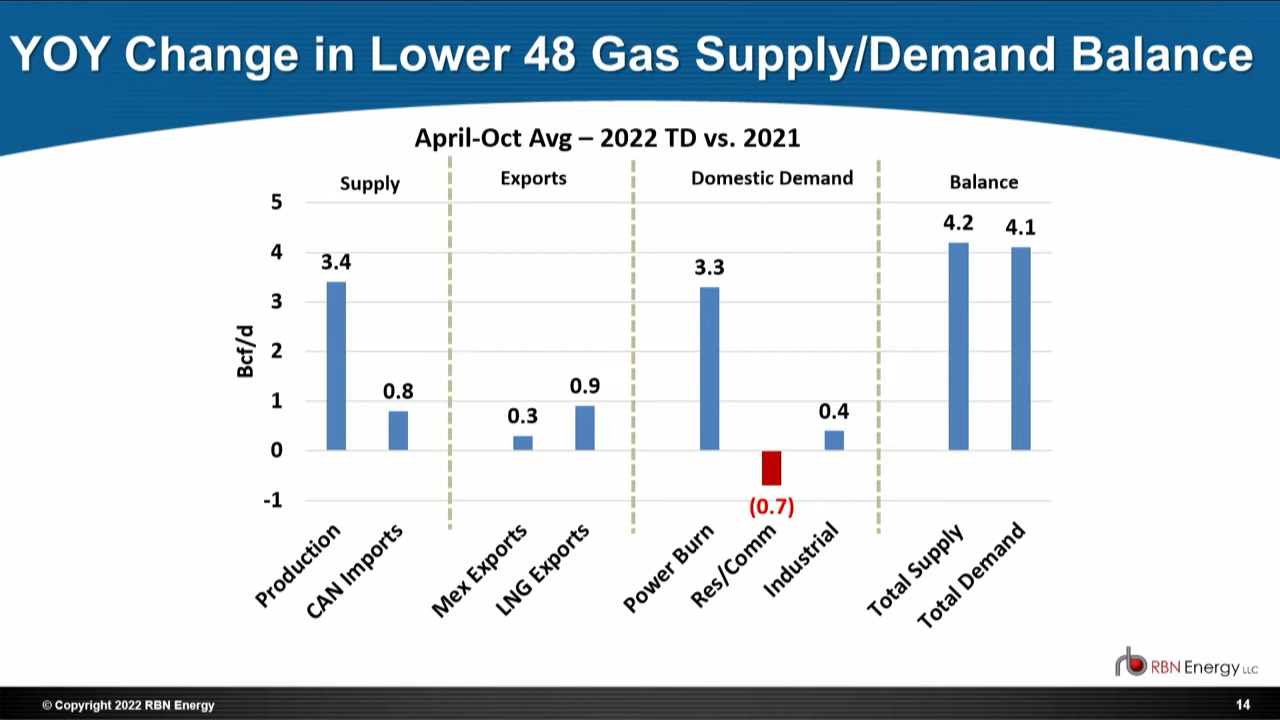 YOY Change in Lower 48 Gas Supply/Demand Balance
April-Oct Avg – 2022 TD vs. 2021
Supply
Exports
Domestic Demand
Balance
Bcf/d
5
4
3
2
1
0
-1
3.4
0.8
0.3
0.9
3.3
(0.7)
0.4
4.2
4.1
Production
CAN Imports
Mex Exports
LNG Exports
Power Burn
Res/Comm
Industrial
Total Supply
Total Demand
RBN Energy LLC
© Copyright 2022 RBN Energy
14